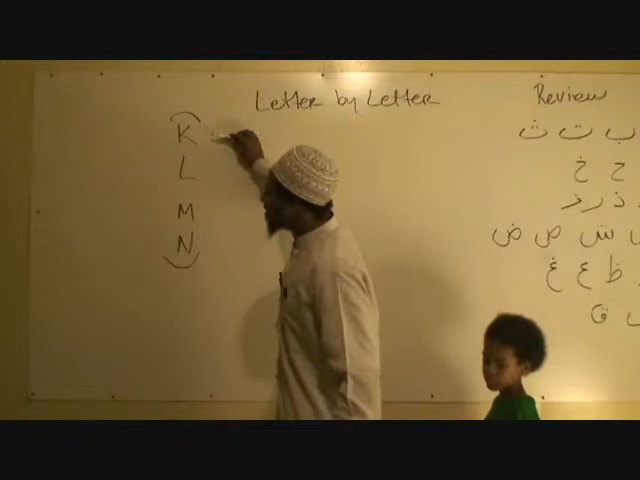 Letter by Letter
K
L
M
N
Review
ب ت ث
ح خ
ذ ر ز
ش ص ض
ظ ع غ
ق